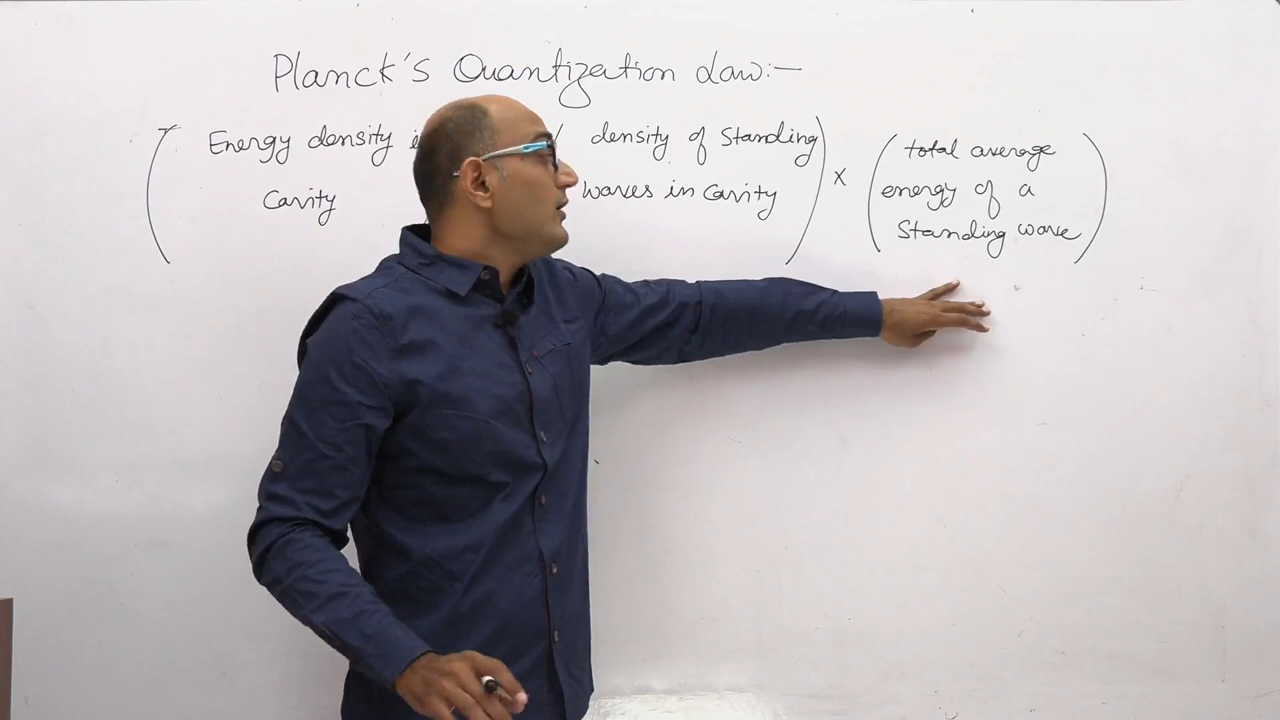 Planck's Quantization Law:-
( Energy density density of Standing ) x ( total average
Cavity waves in Cavity energy of a
Standing wave )